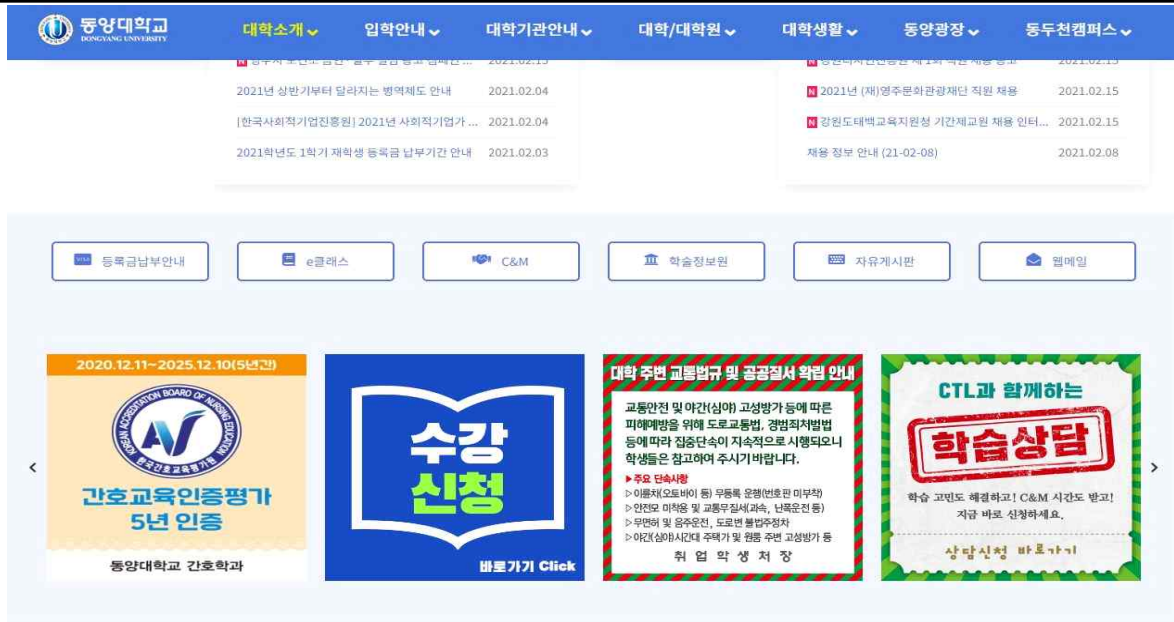 동양대학교
DONGYANG UNIVERSITY
대학소개 입학안내 대학기관안내 대학/대학원 대학생활 동양광장 동두천캠퍼스
2021년 상반기부터 달라지는 병역제도 안내 2021.02.04
[한국사회적기업진흥원] 2021년 사회적기업가 ... 2021.02.04
2021학년도 1학기 재학생 등록금 납부기간 안내 2021.02.03
N 2021년 (재)영주문화관광재단 직원 채용 2021.02.15
N 강원도태백교육지원청 기간제교원 채용 인터... 2021.02.15
채용 정보 안내 (21-02-08) 2021.02.08
VISA 등록금납부안내
e클래스
C&M
학술정보원
자유게시판
웹메일
2020.12.11~2025.12.10(5년간)
KOREAN ACCREDITATION BOARD OF NURSING EDUCATION
한국간호교육평가원
간호교육인증평가
5년 인증
동양대학교 간호학과
수강
신청
바로가기 Click
대학 주변 교통법규 및 공공질서 확립 안내
교통안전 및 야간(심야) 고성방가 등에 따른
피해예방을 위해 도로교통법, 경범죄처벌법
등에 따라 집중단속이 지속적으로 시행되오니
학생들은 참고하여 주시기 바랍니다.
▶주요 단속사항
▷이륜차(오토바이 등) 무등록 운행(번호판 미부착)
▷안전모 미착용 및 교통무질서(과속, 난폭운전 등)
▷무면허 및 음주운전, 도로변 불법주정차
▷야간(심야)시간대 주택가 및 원룸 주변 고성방가 등
취 업 학 생 처 장
CTL과 함께하는
학습상담
학습 고민도 해결하고! C&M 시간도 받고!
지금 바로 신청하세요.
상담신청 바로가기